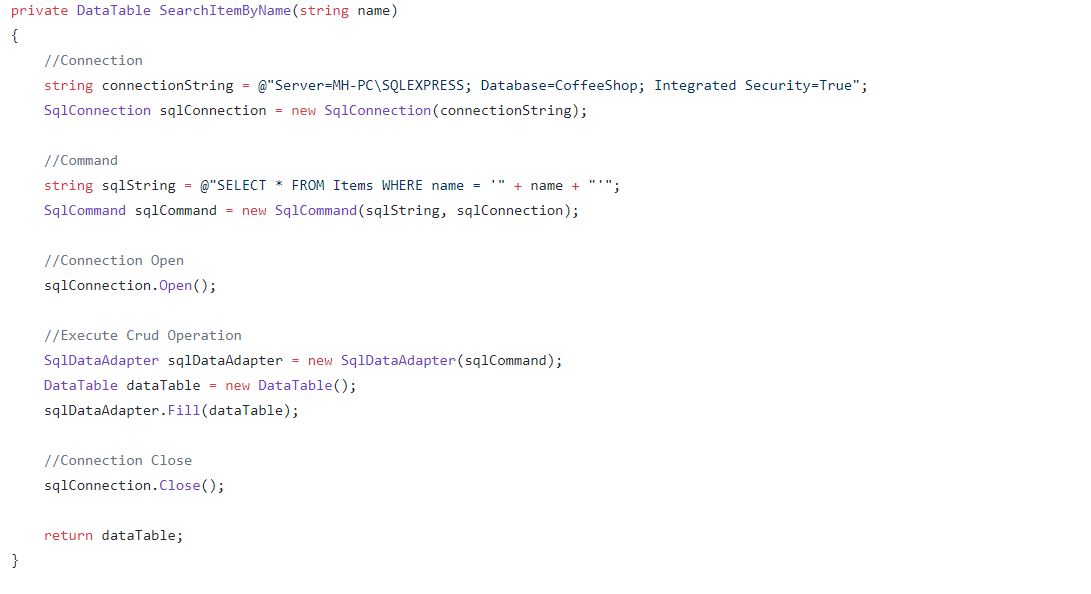 private DataTable SearchItemByName(string name)
{
//Connection
string connectionString = @"Server=MH-PC\SQLEXPRESS; Database=CoffeeShop; Integrated Security=True";
SqlConnection sqlConnection = new SqlConnection(connectionString);
//Command
string sqlString = @"SELECT * FROM Items WHERE name = '" + name + "'";
SqlCommand sqlCommand = new SqlCommand(sqlString, sqlConnection);
//Connection Open
sqlConnection.Open();
//Execute Crud Operation
SqlDataAdapter sqlDataAdapter = new SqlDataAdapter(sqlCommand);
DataTable dataTable = new DataTable();
sqlDataAdapter.Fill(dataTable);
//Connection Close
sqlConnection.Close();
return dataTable;
}